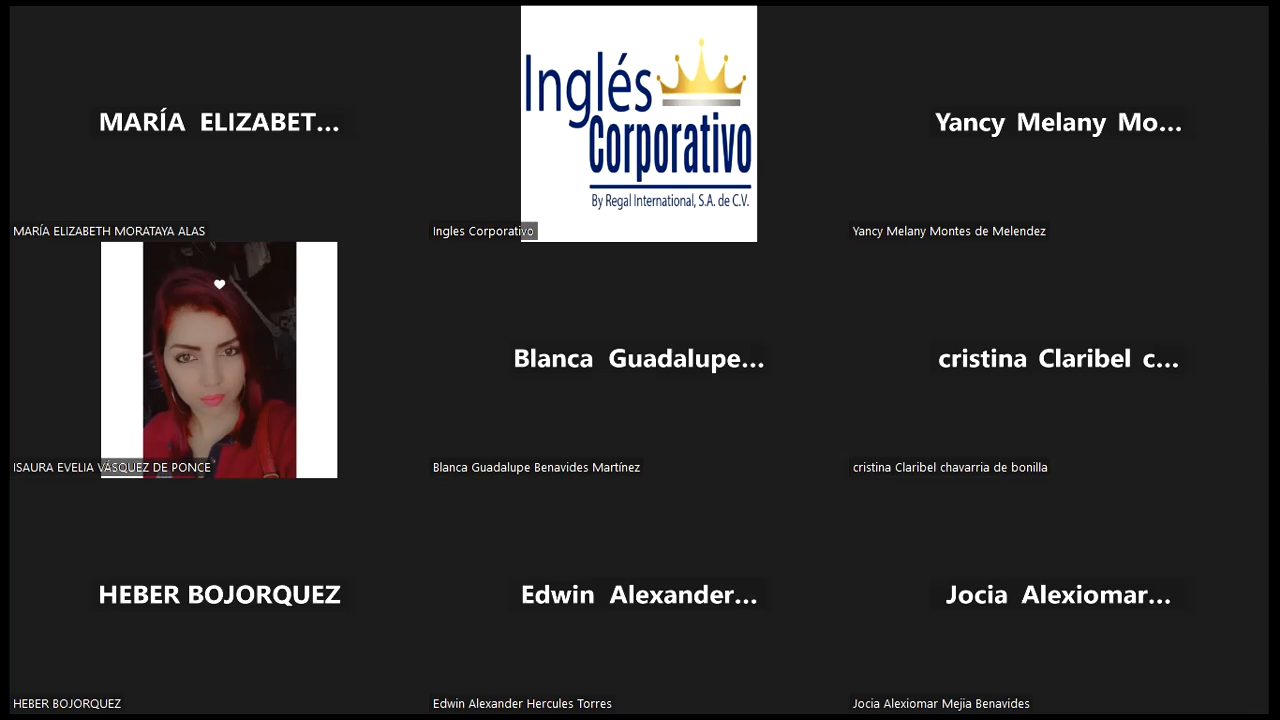 MARÍA ELIZABET...
Inglés
Corporativo
By Regal International, S.A. de C.V.
Yancy Melany Mo...
MARÍA ELIZABETH MORATAYA ALAS
Ingles Corporativo
Yancy Melany Montes de Melendez
Blanca Guadalupe...
cristina Claribel c...
ISAURA EVELIA VÁSQUEZ DE PONCE
Blanca Guadalupe Benavides Martínez
cristina Claribel chavarria de bonilla
HEBER BOJORQUEZ
Edwin Alexander...
Jocia Alexiomar...
HEBER BOJORQUEZ
Edwin Alexander Hercules Torres
Jocia Alexiomar Mejia Benavides